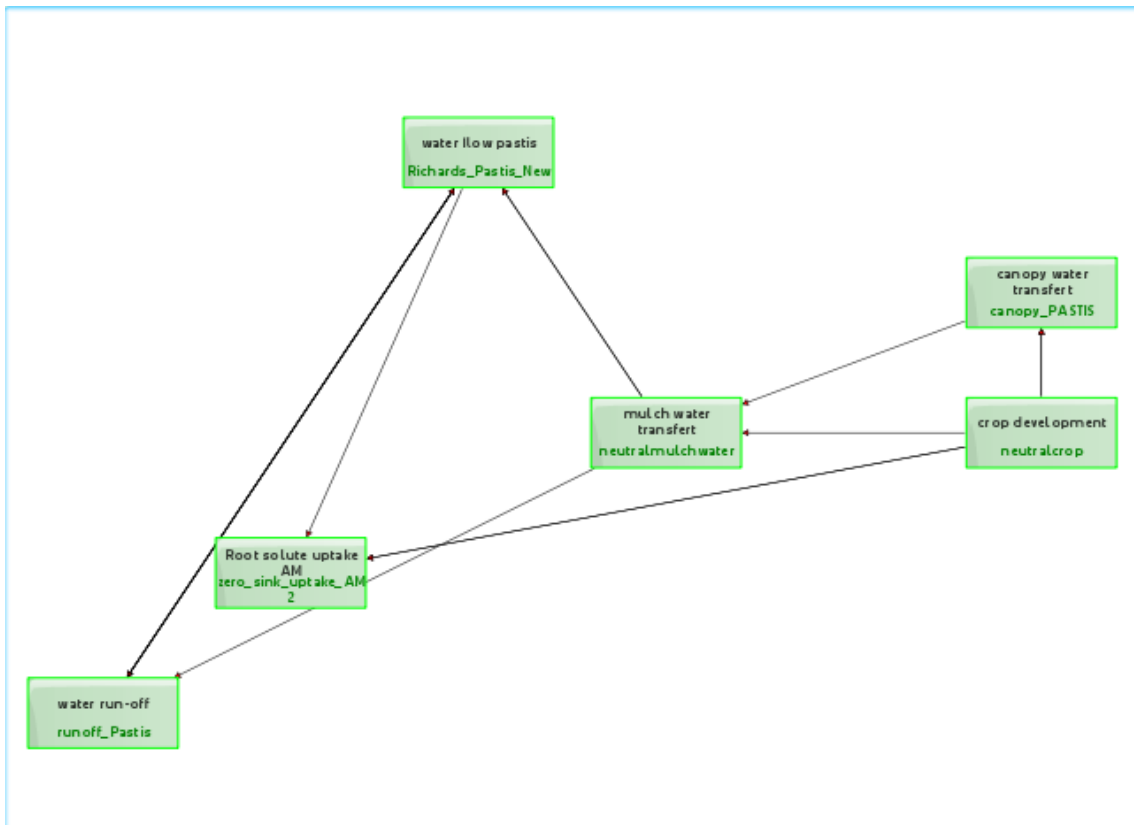 water flow pastis
Richards_Pastis_New
canopy water
transfert
canopy_PASTIS
mulch water
transfert
neutralmulchwater
crop development
neutralcrop
Root solute uptake
AM
zero_sink_uptake_AM
2
water run-off
runoff_Pastis